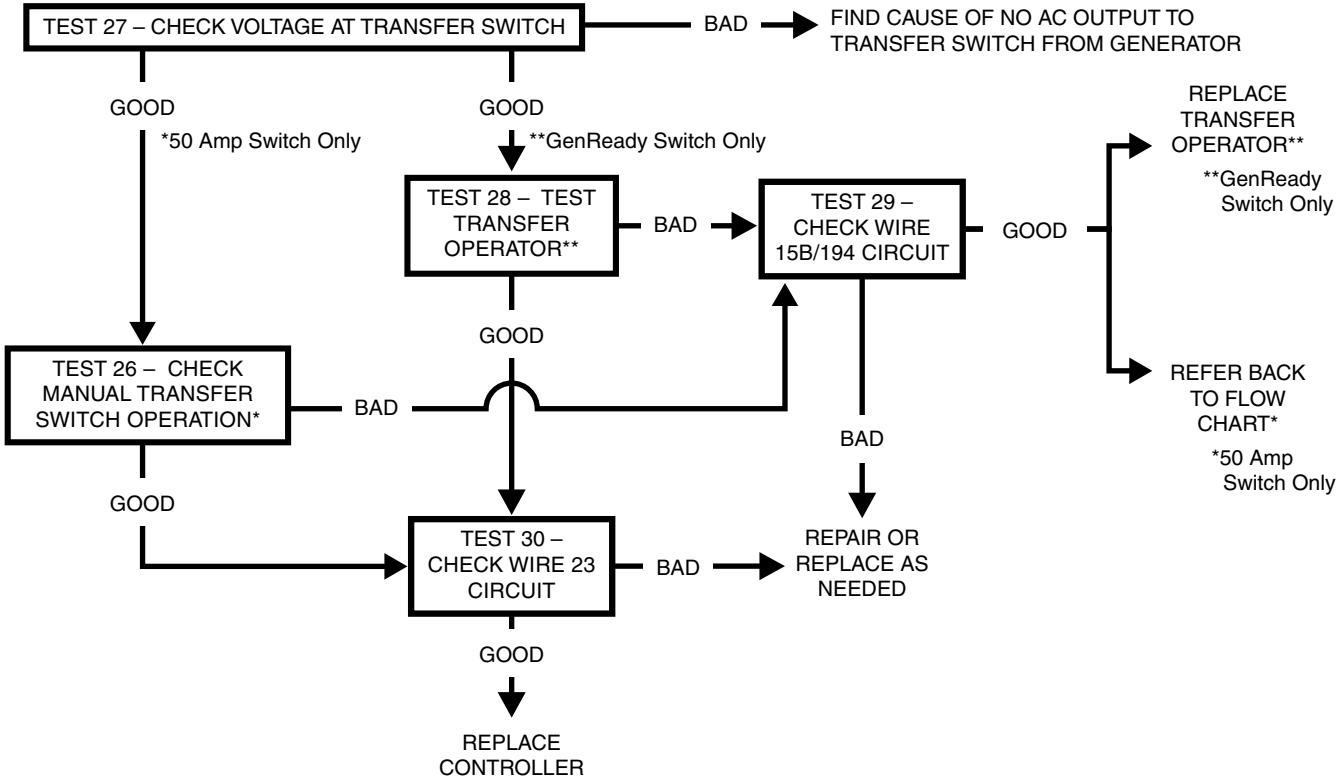 TEST 27 – CHECK VOLTAGE AT TRANSFER SWITCH
BAD
FIND CAUSE OF NO AC OUTPUT TO
TRANSFER SWITCH FROM GENERATOR
GOOD
*50 Amp Switch Only
GOOD
**GenReady Switch Only
TEST 28 – TEST
TRANSFER
OPERATOR**
BAD
TEST 29 –
CHECK WIRE
15B/194 CIRCUIT
GOOD
REPLACE
TRANSFER
OPERATOR**
**GenReady
Switch Only
GOOD
TEST 26 – CHECK
MANUAL TRANSFER
SWITCH OPERATION*
BAD
REFER BACK
TO FLOW
CHART*
*50 Amp
Switch Only
BAD
GOOD
TEST 30 –
CHECK WIRE 23
CIRCUIT
BAD
REPAIR OR
REPLACE AS
NEEDED
GOOD
REPLACE
CONTROLLER